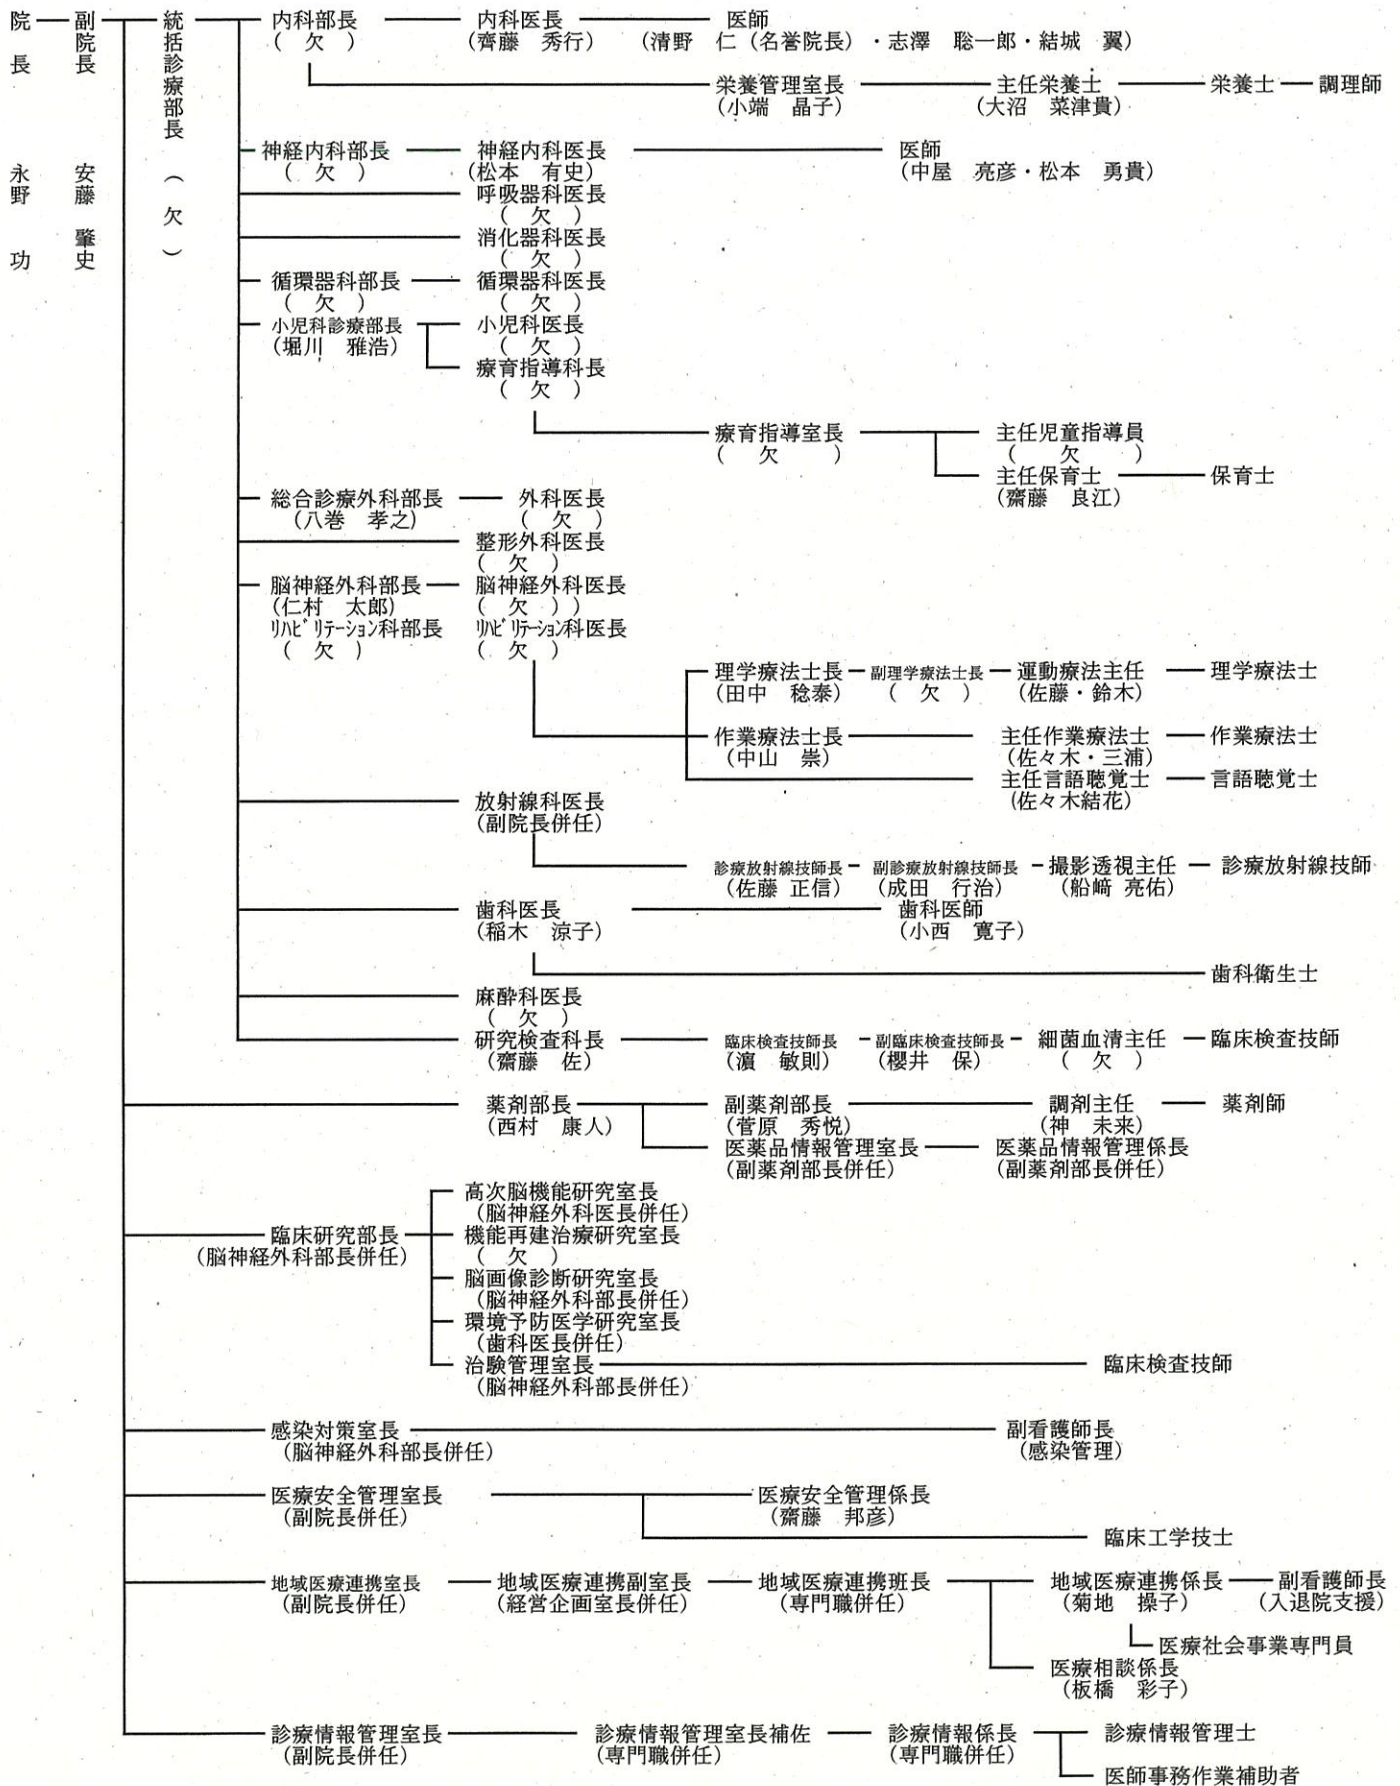 院長 永野 功
副院長 安藤 肇史
統括診療部長 (欠)
内科部長 内科医長 医師
(欠) (齊藤 秀行) (清野 仁(名誉院長)・志澤 聡一郎・結城 翼)
栄養管理室長 主任栄養士 栄養士 調理師
(小端 晶子) (大沼 菜津貴)
神経内科部長 神経内科医長 医師
(欠) (松本 有史) (中屋 亮彦・松本 勇貴)
呼吸器科医長
(欠)
消化器科医長
(欠)
循環器科部長 循環器科医長
(欠) (欠)
小児科診療部長 小児科医長
(堀川 雅浩) (欠)
療育指導科長
(欠)
療育指導室長 主任児童指導員
(欠) (欠)
主任保育士 保育士
(齋藤 良江)
総合診療外科部長 外科医長
(八巻 孝之) (欠)
整形外科医長
(欠)
脳神経外科部長 脳神経外科医長
(仁村 太郎) (欠))
リハビリテーション科部長 リハビリテーション科医長
(欠) (欠)
理学療法士長 副理学療法士長 運動療法主任 理学療法士
(田中 稔泰) (欠) (佐藤・鈴木)
作業療法士長 主任作業療法士 作業療法士
(中山 崇) (佐々木・三浦)
主任言語聴覚士 言語聴覚士
(佐々木結花)
放射線科医長
(副院長併任)
診療放射線技師長 副診療放射線技師長 撮影透視主任 診療放射線技師
(佐藤 正信) (成田 行治) (船﨑 亮佑)
歯科医長 歯科医師
(稲木 涼子) (小西 寛子)
歯科衛生士
麻酔科医長
(欠)
研究検査科長 臨床検査技師長 副臨床検査技師長 細菌血清主任 臨床検査技師
(齋藤 佐) (濵 敏則) (櫻井 保) (欠)
薬剤部長 副薬剤部長 調剤主任 薬剤師
(西村 康人) (菅原 秀悦) (神 未来)
医薬品情報管理室長 医薬品情報管理係長
(副薬剤部長併任) (副薬剤部長併任)
高次脳機能研究室長
(脳神経外科医長併任)
臨床研究部長 機能再建治療研究室長
(脳神経外科部長併任) (欠)
脳画像診断研究室長
(脳神経外科部長併任)
環境予防医学研究室長
(歯科医長併任)
治験管理室長 臨床検査技師
(脳神経外科部長併任)
感染対策室長 副看護師長
(脳神経外科部長併任) (感染管理)
医療安全管理室長 医療安全管理係長
(副院長併任) (齋藤 邦彦)
臨床工学技士
地域医療連携室長 地域医療連携副室長 地域医療連携班長 地域医療連携係長 副看護師長
(副院長併任) (経営企画室長併任) (専門職併任) (菊地 操子) (入退院支援)
医療社会事業専門員
医療相談係長
(板橋 彩子)
診療情報管理室長 診療情報管理室長補佐 診療情報係長 診療情報管理士
(副院長併任) (専門職併任) (専門職併任)
医師事務作業補助者